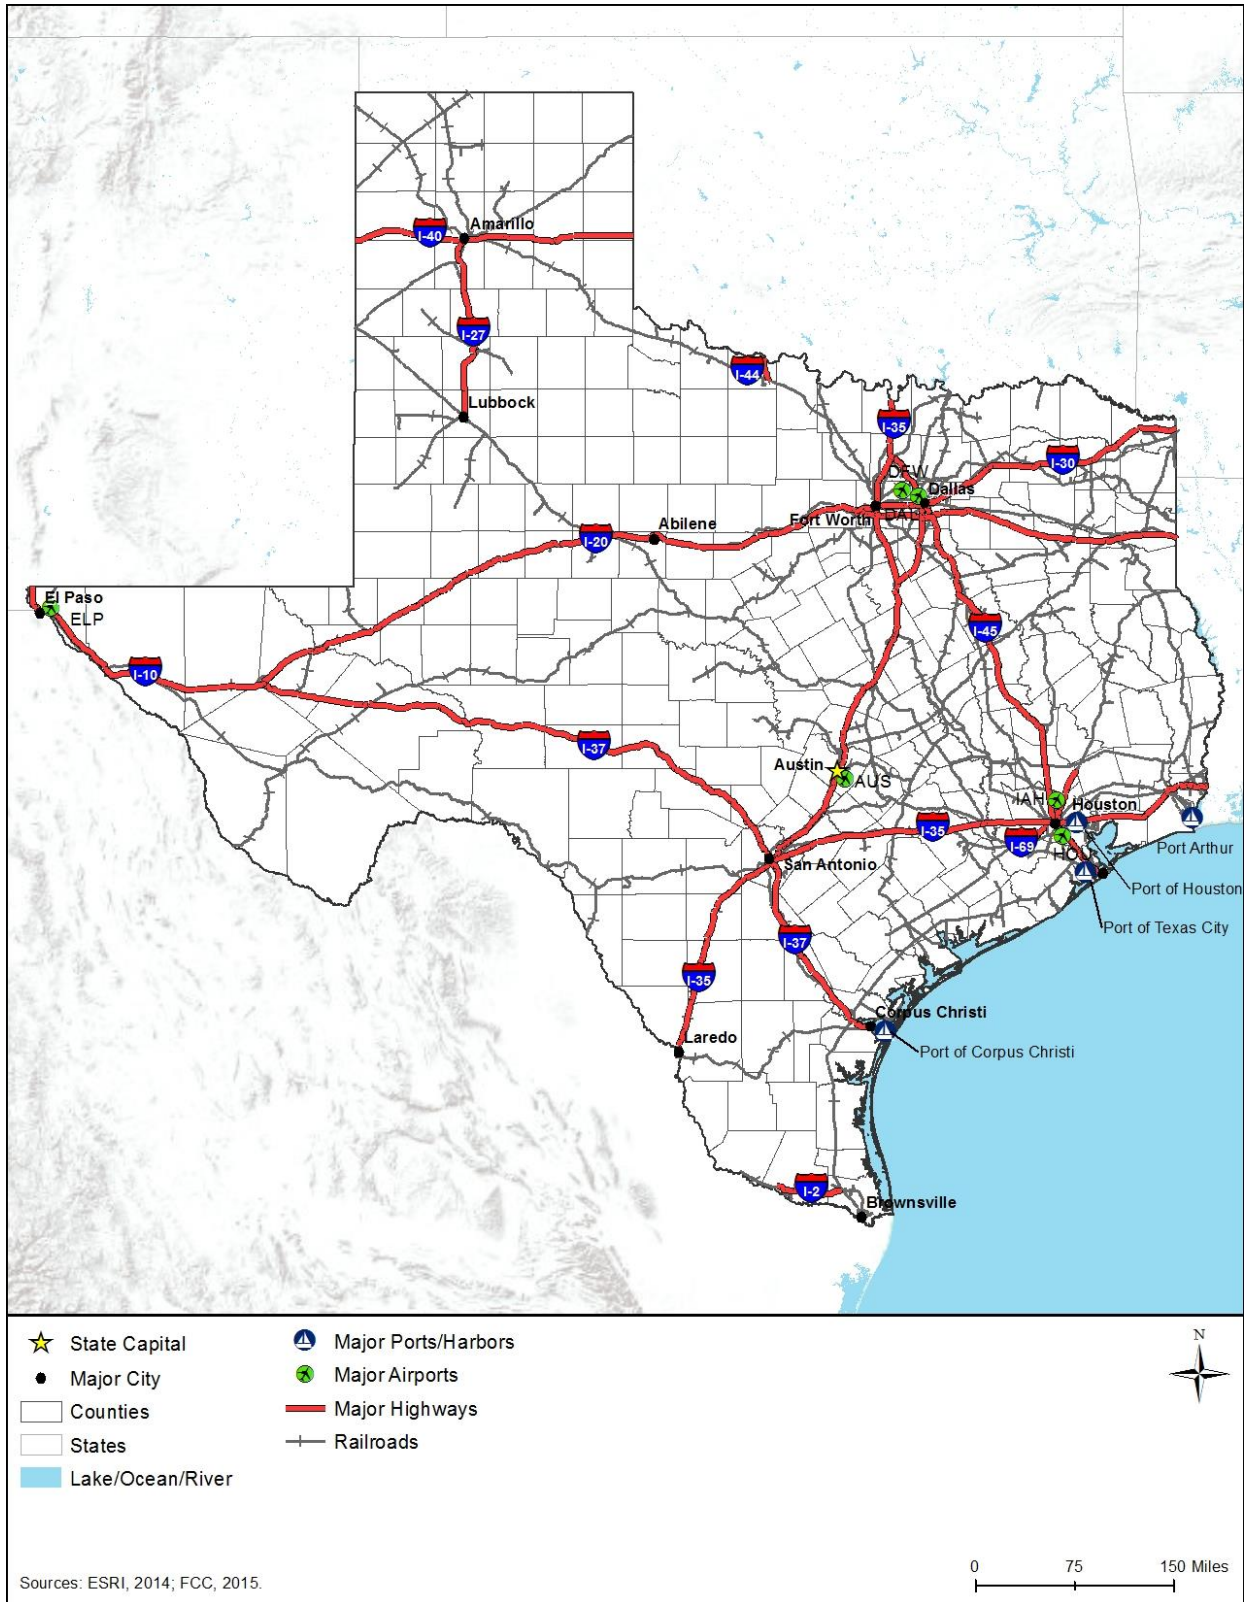 Amarillo
I-40
I-27
I-44
Lubbock
I-35
I-30
DFW
Dallas
Fort Worth
Abilene
I-20
El Paso
ELP
I-45
I-10
I-37
Austin
AUS
IAH
Houston
I-35
I-69
HOU
San Antonio
Port Arthur
Port of Houston
Port of Texas City
I-37
I-35
Corpus Christi
Laredo
Port of Corpus Christi
I-2
Brownsville
State Capital
Major City
Counties
States
Lake/Ocean/River
Major Ports/Harbors
Major Airports
Major Highways
Railroads
N
0 75 150 Miles
Sources: ESRI, 2014; FCC, 2015.